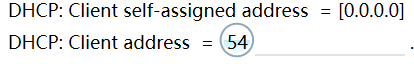 DHCP: Client self-assigned address = [0.0.0.0]
DHCP: Client address = 54 .